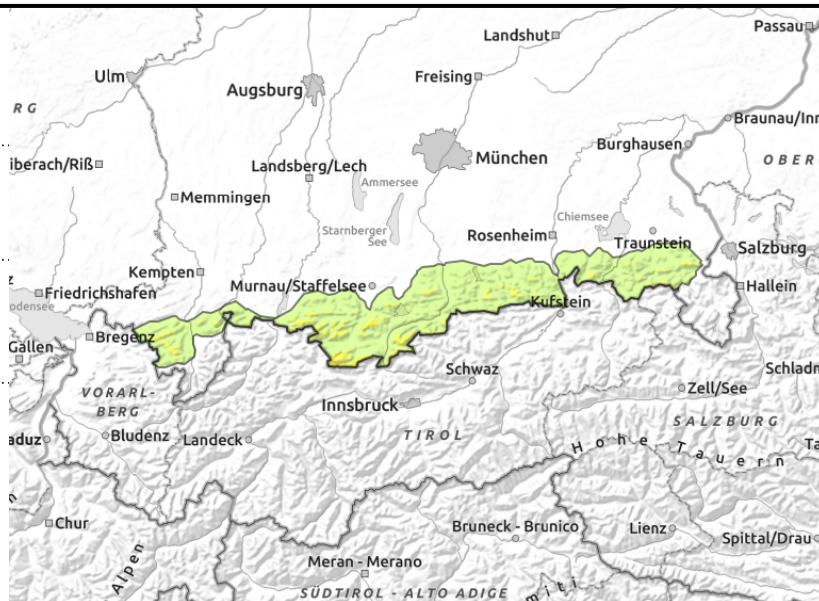 Passau
Landshut
Ulm
Freising
Augsburg
RG
Braunau/Inn
Burghausen
iberach/Riß
Landsberg/Lech
München
OBER
Ammersee
Memmingen
Chiemsee
Starnberger
See
Rosenheim
Traunstein
Salzburg
Kempten
Murnau/Staffelsee
Hallein
Friedrichshafen
odensee
Kufstein
Bregenz
Gallen
Schwaz
Schladm
VORARL-
BERG
Zell/See
Innsbruck
SALZBURG
TIROL
aduz
Bludenz
Landeck
Hohe Tauern
Ta
Chur
Bruneck - Brunico
Lienz
Spittal/Drau
Alpen
Meran - Merano
SÜDTIROL - ALTO ADIGE
miti